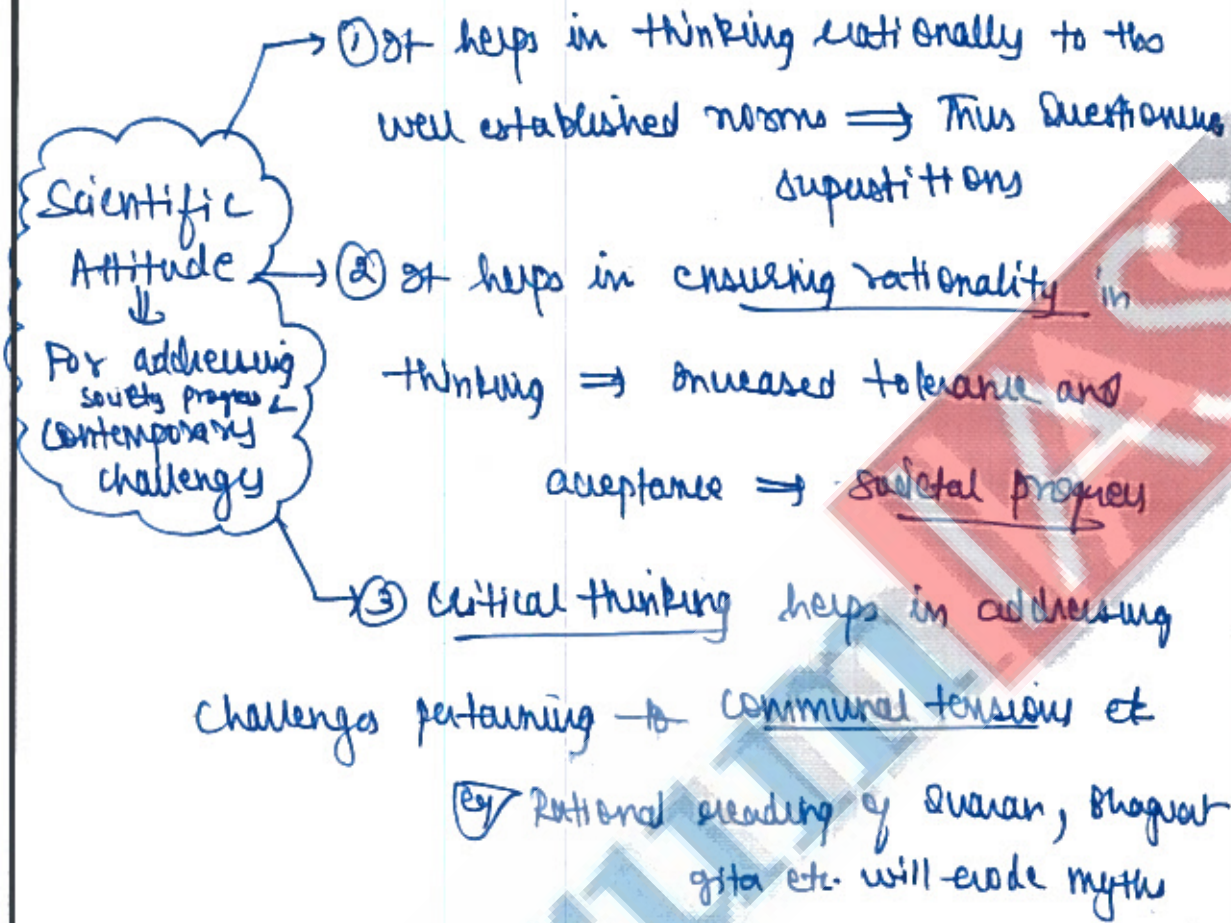 ① It helps in thinking rationally to the
well established norms ⇒ Thus Questioning
superstitions
Scientific
Attitude
⇓
For addressing
society progress &
contemporary
challenges
② It helps in ensuring rationality in
thinking ⇒ increased tolerance and
acceptance ⇒ societal progress
③ Critical thinking helps in addressing
challenges pertaining to communal tensions etc
eg Rational reading of Quran, Bhagvat
gita etc. will erode myths
IAS
um